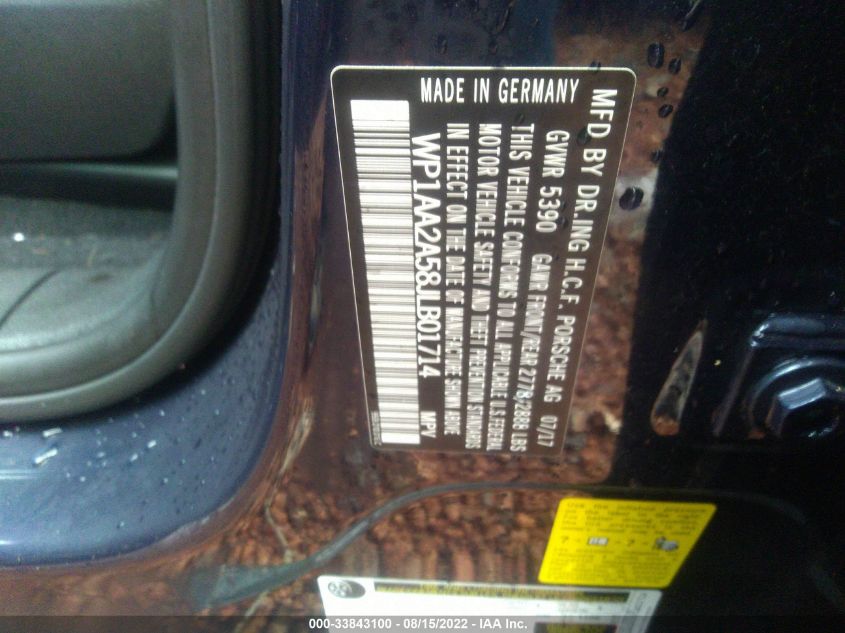 MFD BY DR.ING H.C.F. PORSCHE AG 07/17
GVWR 5390 GAWR FRONT/REAR 2778/2888 LBS
THIS VEHICLE CONFORMS TO ALL APPLICABLE U.S. FEDERAL
MOTOR VEHICLE SAFETY AND THEFT PREVENTION STANDARDS
IN EFFECT ON THE DATE OF MANUFACTURE SHOWN ABOVE
WP1AA2A58JLB01714 MPV
MADE IN GERMANY
000-33843100 - 08/15/2022 - IAA Inc.